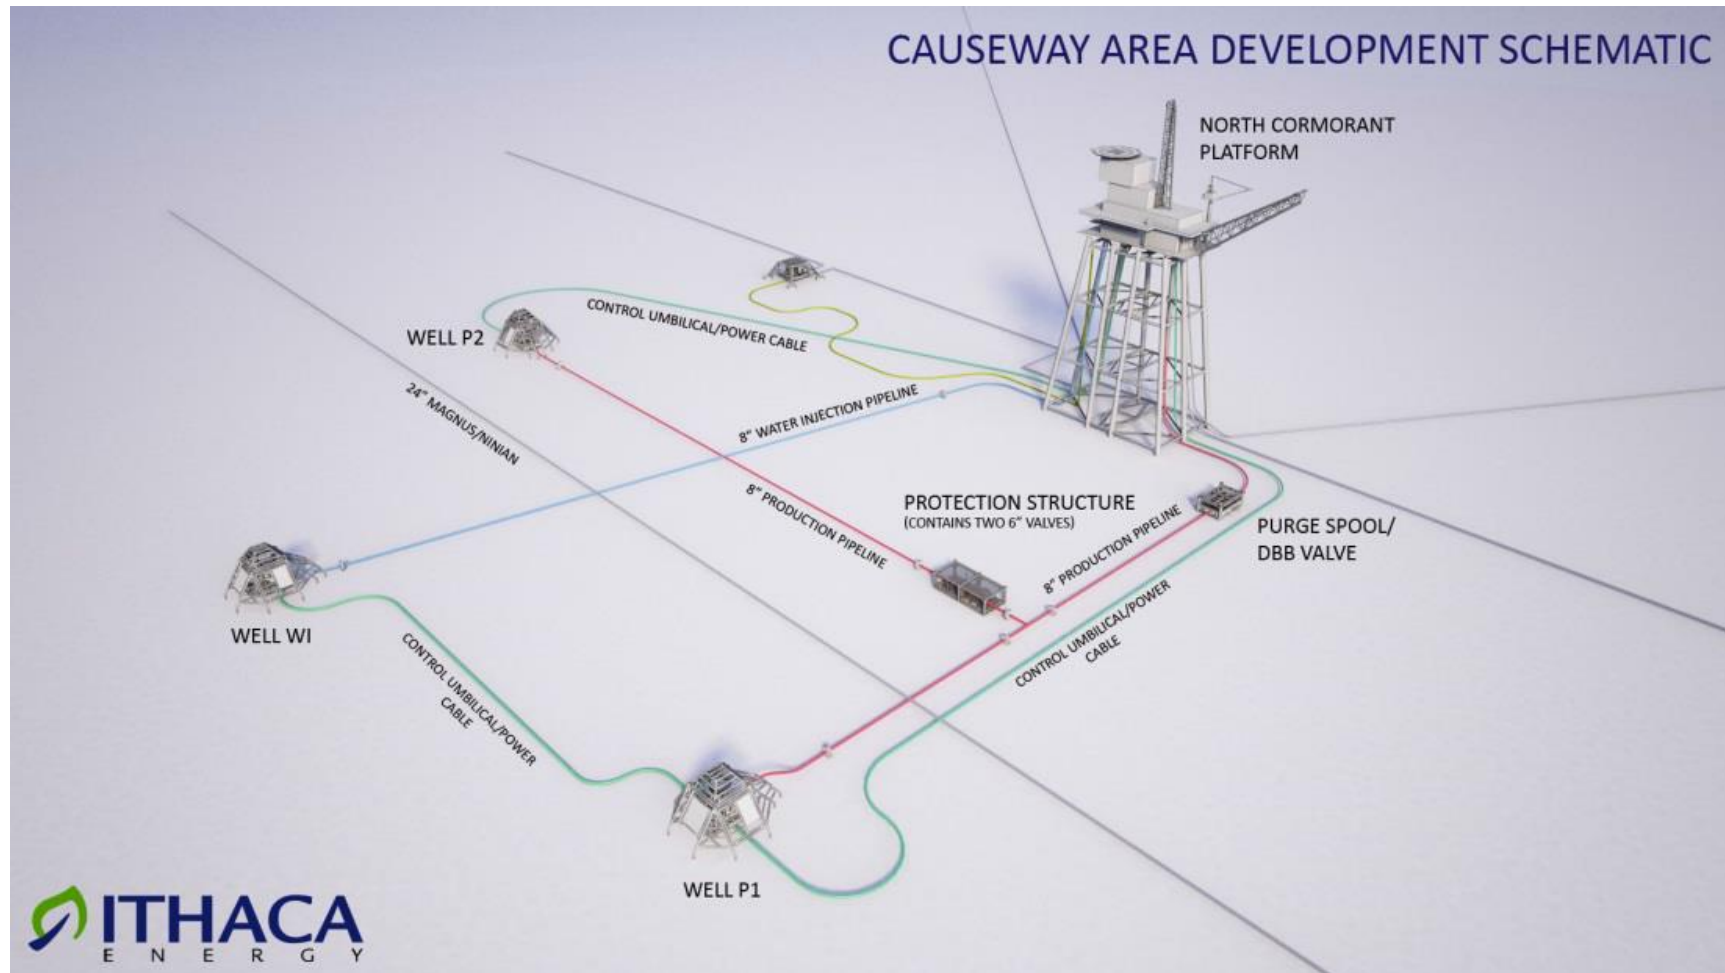 CAUSEWAY AREA DEVELOPMENT SCHEMATIC
NORTH CORMORANT
PLATFORM
CONTROL UMBILICAL/POWER CABLE
WELL P2
24" MAGNUS/NINIAN
8" WATER INJECTION PIPELINE
8" PRODUCTION PIPELINE
PROTECTION STRUCTURE
(CONTAINS TWO 6" VALVES)
8" PRODUCTION PIPELINE
PURGE SPOOL/
DBB VALVE
CONTROL UMBILICAL/POWER
CABLE
WELL WI
CONTROL UMBILICAL/POWER
CABLE
WELL P1
ITHACA
ENERGY